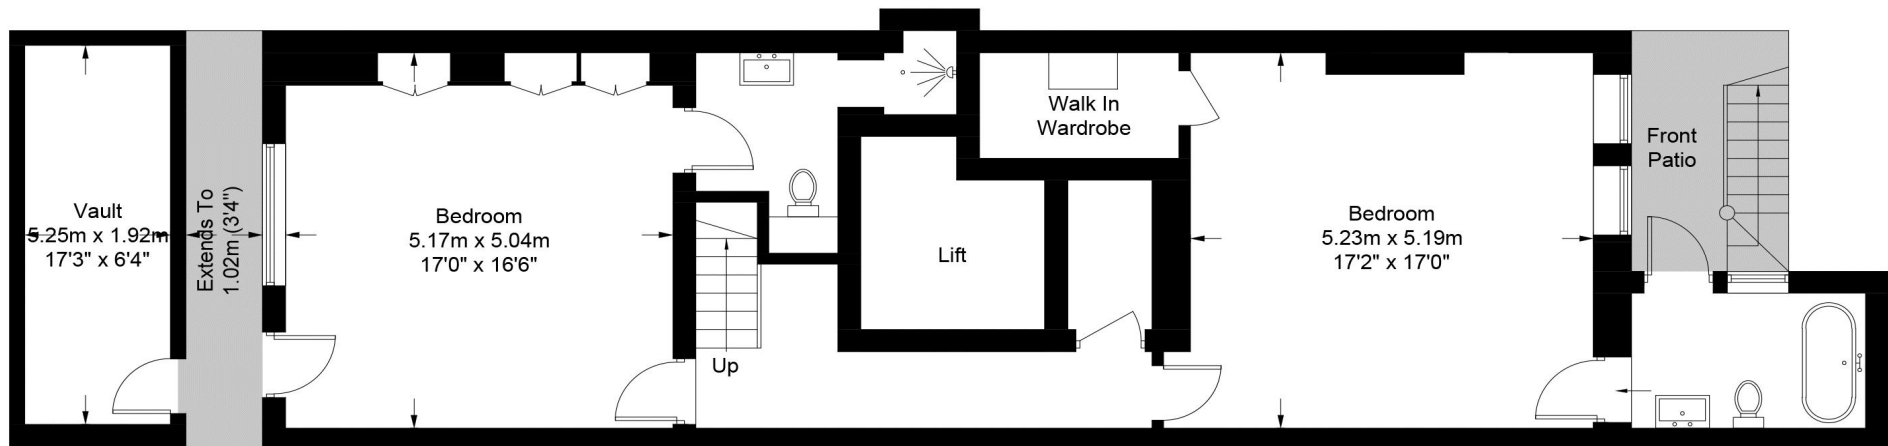 Vault
5.25m x 1.92m
17'3" x 6'4"
Extends To
1.02m (3'4")
Bedroom
5.17m x 5.04m
17'0" x 16'6"
Up
Lift
Walk In
Wardrobe
Bedroom
5.23m x 5.19m
17'2" x 17'0"
Front
Patio